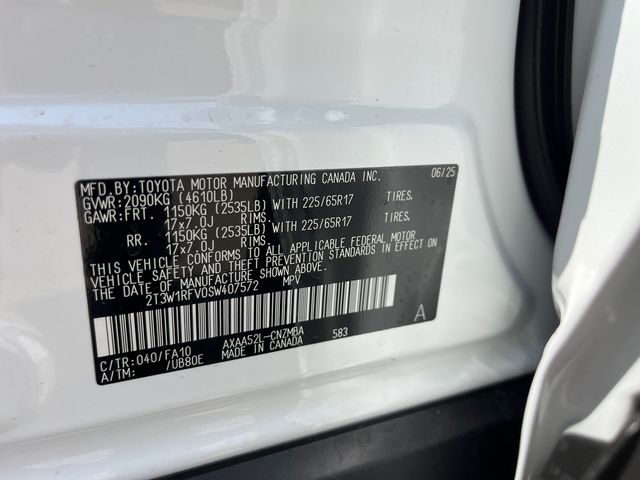 MFD.BY:TOYOTA MOTOR MANUFACTURING CANADA INC. 06/25
GVWR:2090KG (4610LB)
GAWR:FRT. 1150KG (2535LB) WITH 225/65R17 TIRES.
17x7.0J RIMS.
RR. 1150KG (2535LB) WITH 225/65R17 TIRES.
17x7.0J RIMS.
THIS VEHICLE CONFORMS TO ALL APPLICABLE FEDERAL MOTOR
VEHICLE SAFETY AND THEFT PREVENTION STANDARDS IN EFFECT ON
THE DATE OF MANUFACTURE SHOWN ABOVE.
2T3W1RFV0SW407572 MPV
A
C/TR:040/FA10 AXAA52L-CNZMBA 583
A/TM: /UB80E MADE IN CANADA